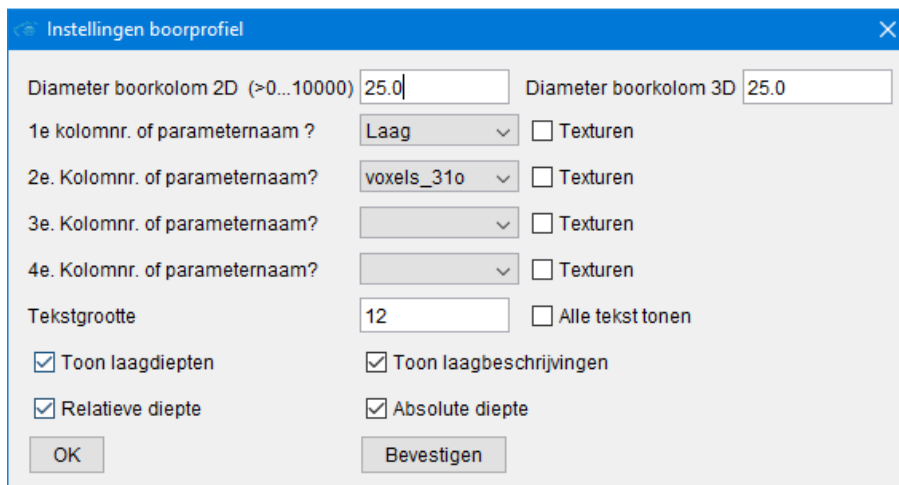 Instellingen boorprofiel
Diameter boorkolom 2D (>0...10000) 25.0 Diameter boorkolom 3D 25.0
1e kolomnr. of parameternaam ? Laag Texturen
2e. Kolomnr. of parameternaam? voxels_31o Texturen
3e. Kolomnr. of parameternaam? Texturen
4e. Kolomnr. of parameternaam? Texturen
Tekstgrootte 12 Alle tekst tonen
Toon laagdiepten Toon laagbeschrijvingen
Relatieve diepte Absolute diepte
OK Bevestigen